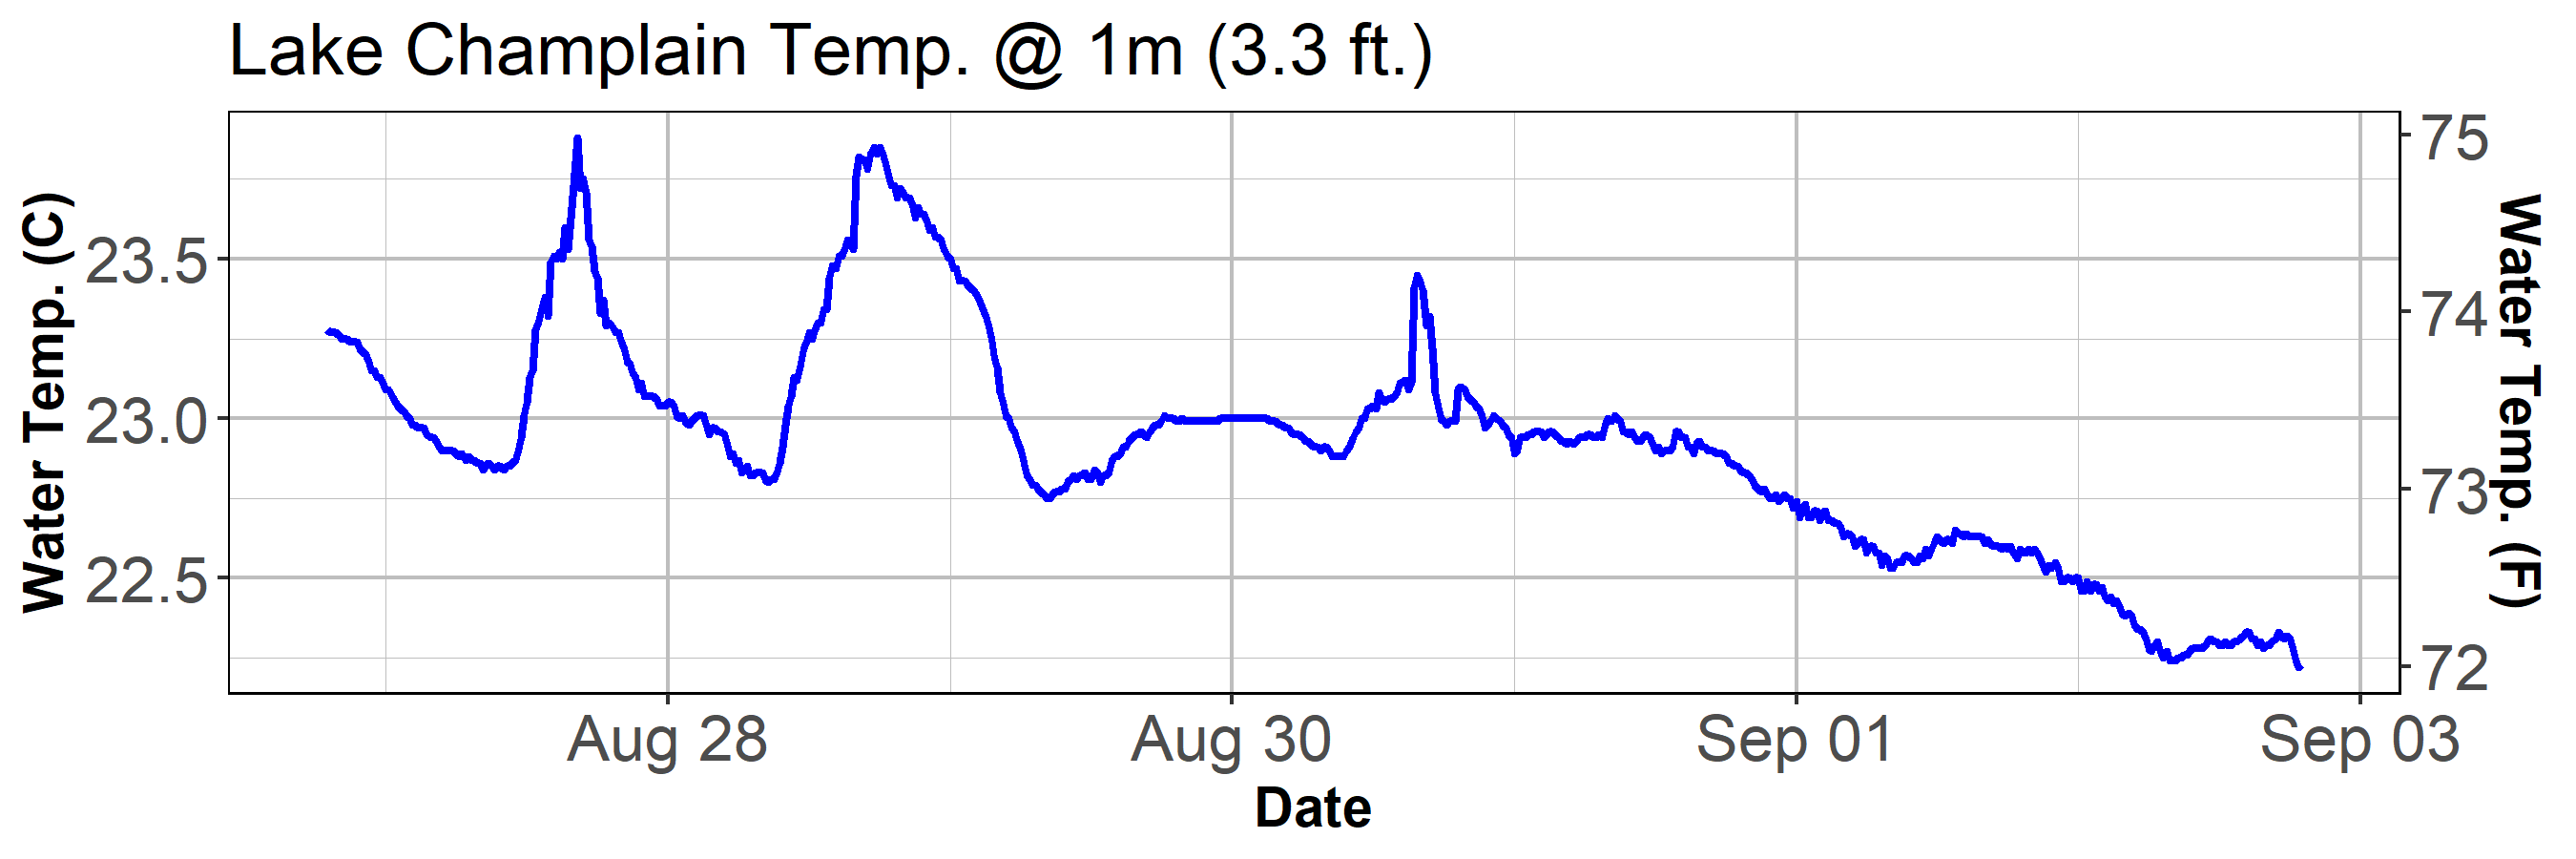 Lake Champlain Temp. @ 1m (3.3 ft.)
Water Temp. (C)
23.5
23.0
22.5
75
74
73
72
Water Temp. (F)
Aug 28
Aug 30
Sep 01
Sep 03
Date